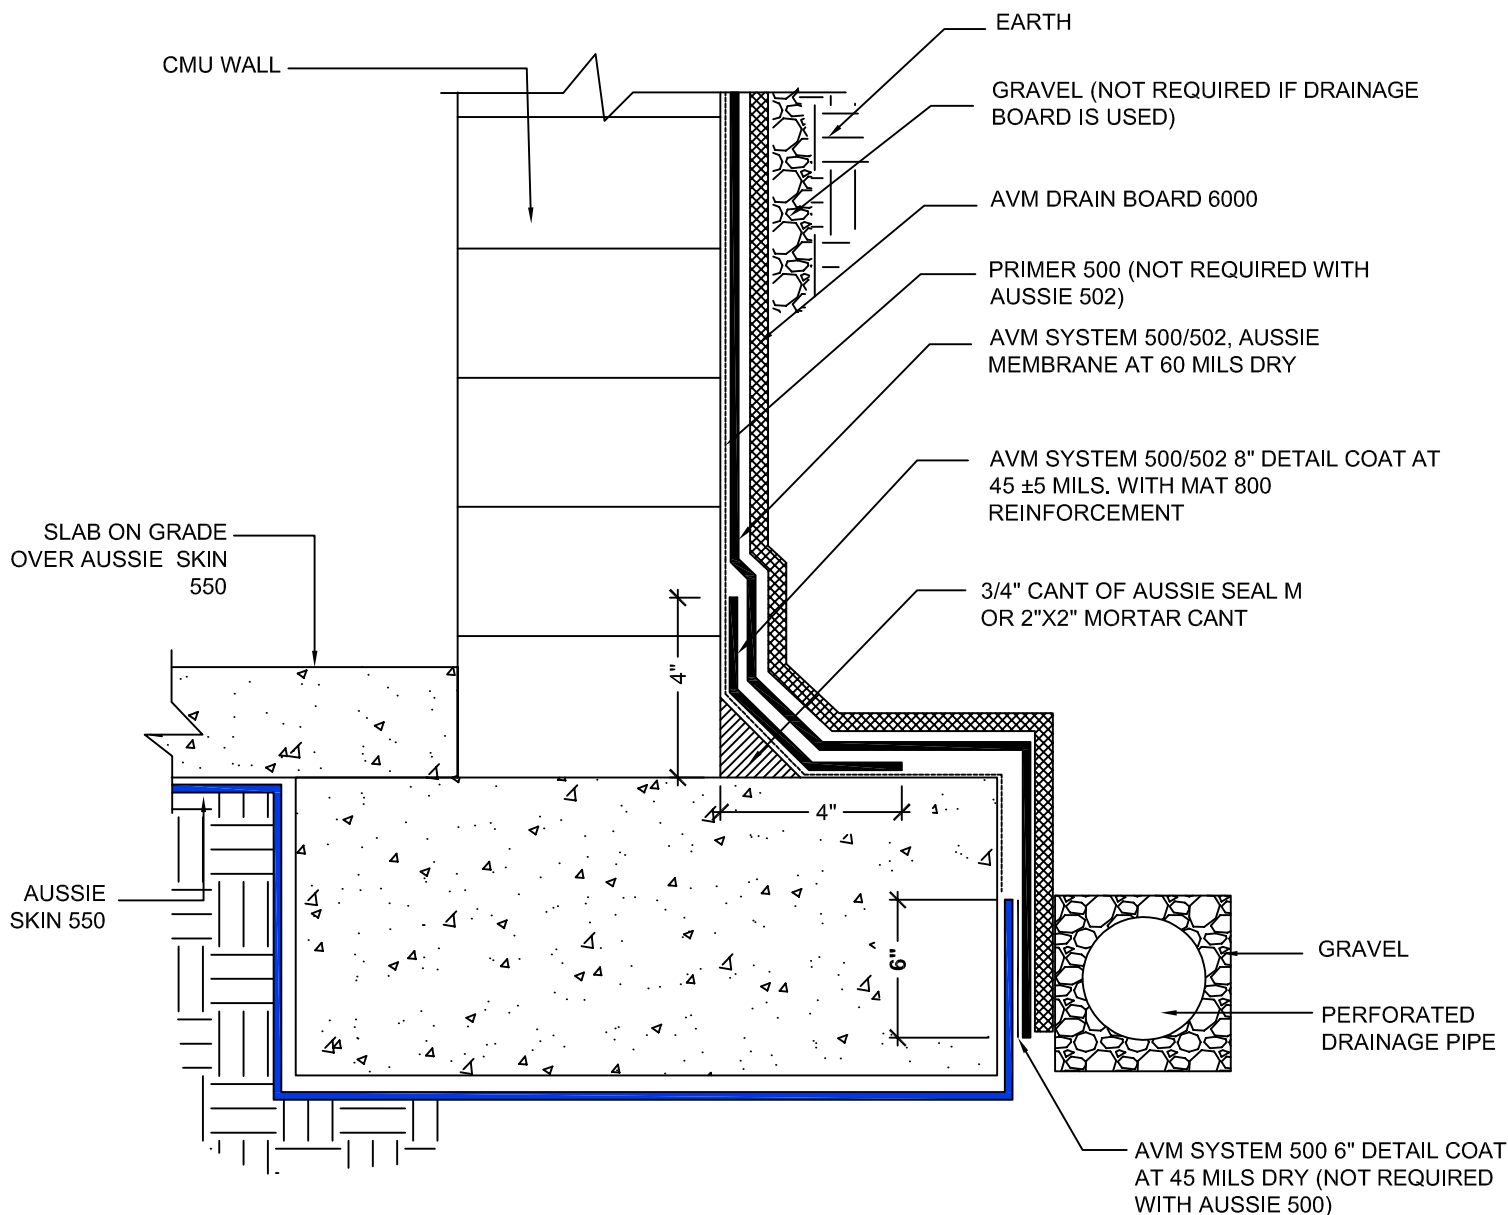 EARTH
CMU WALL
GRAVEL (NOT REQUIRED IF DRAINAGE
BOARD IS USED)
AVM DRAIN BOARD 6000
PRIMER 500 (NOT REQUIRED WITH
AUSSIE 502)
AVM SYSTEM 500/502, AUSSIE
MEMBRANE AT 60 MILS DRY
AVM SYSTEM 500/502 8" DETAIL COAT AT
45 ±5 MILS. WITH MAT 800
REINFORCEMENT
SLAB ON GRADE
OVER AUSSIE SKIN
550
3/4" CANT OF AUSSIE SEAL M
OR 2"X2" MORTAR CANT
4"
4"
AUSSIE
SKIN 550
6"
GRAVEL
PERFORATED
DRAINAGE PIPE
AVM SYSTEM 500 6" DETAIL COAT
AT 45 MILS DRY (NOT REQUIRED
WITH AUSSIE 500)